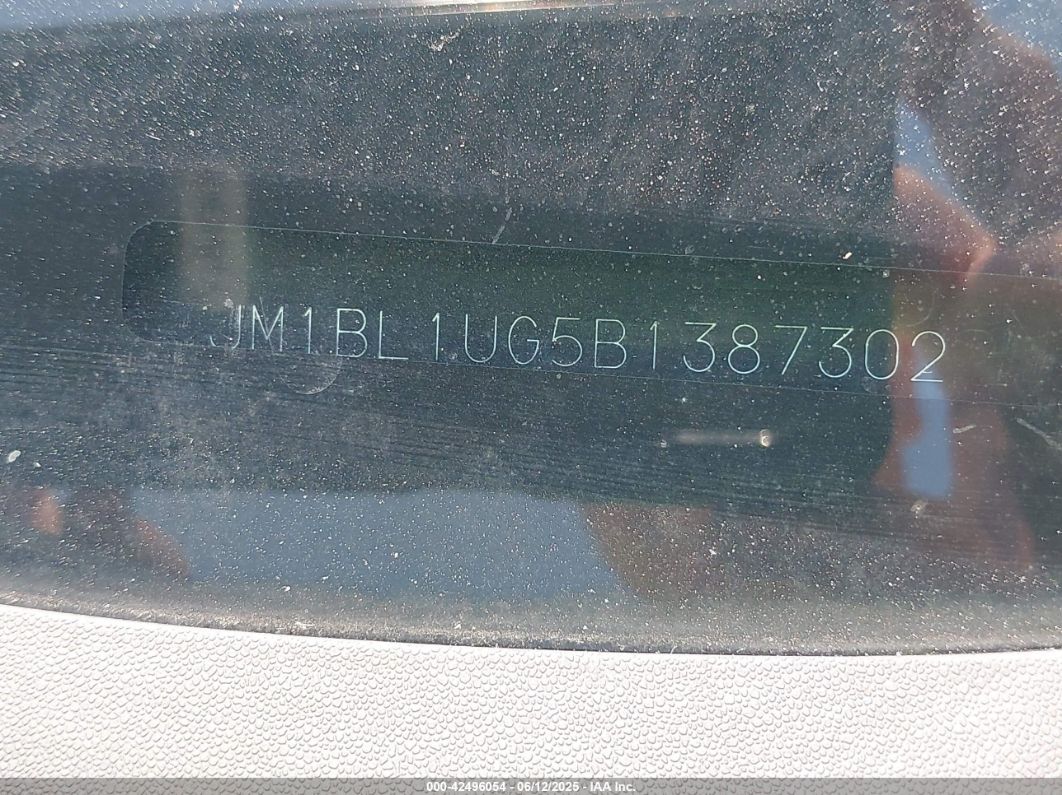 JM1BL1UG5B1387302
000-42496054 - 06/12/2025 - IAA Inc.